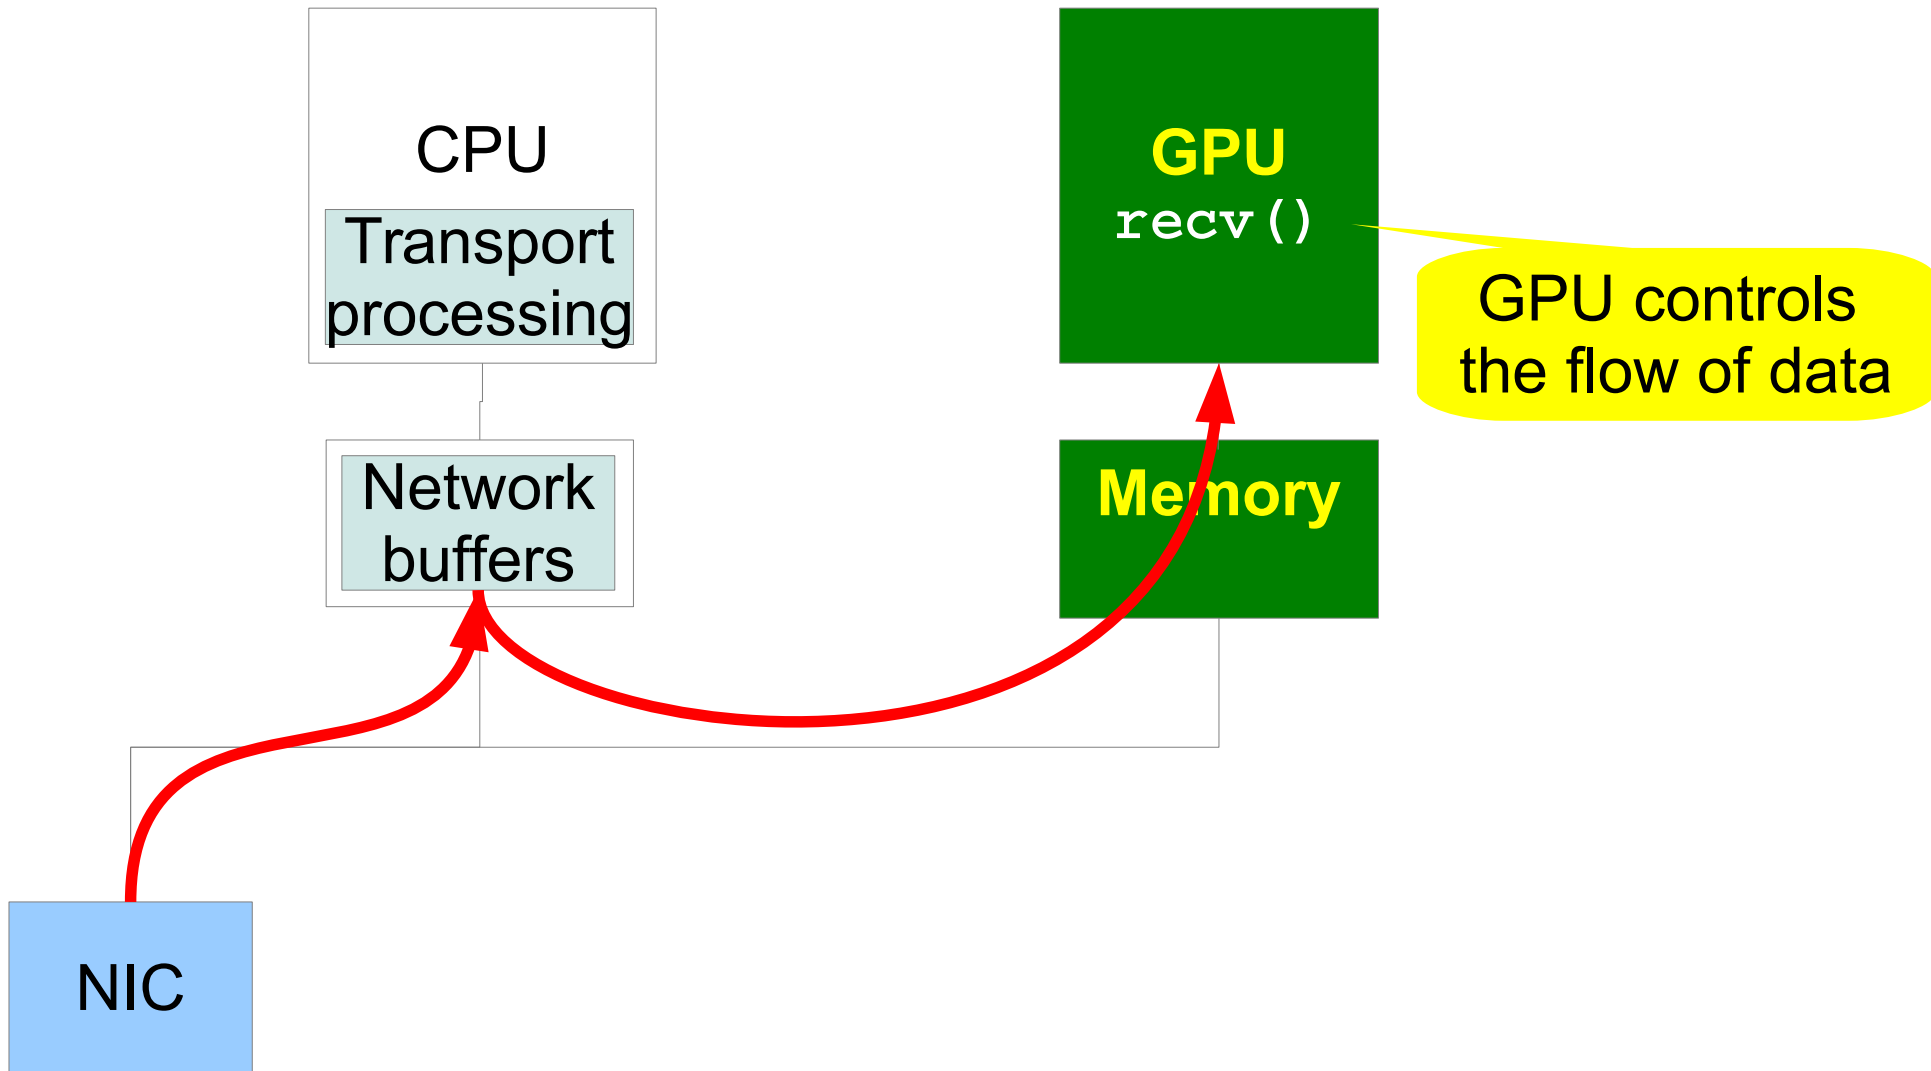 CPU
Transport
processing
GPU
recv()
GPU controls
the flow of data
Network
buffers
Memory
NIC